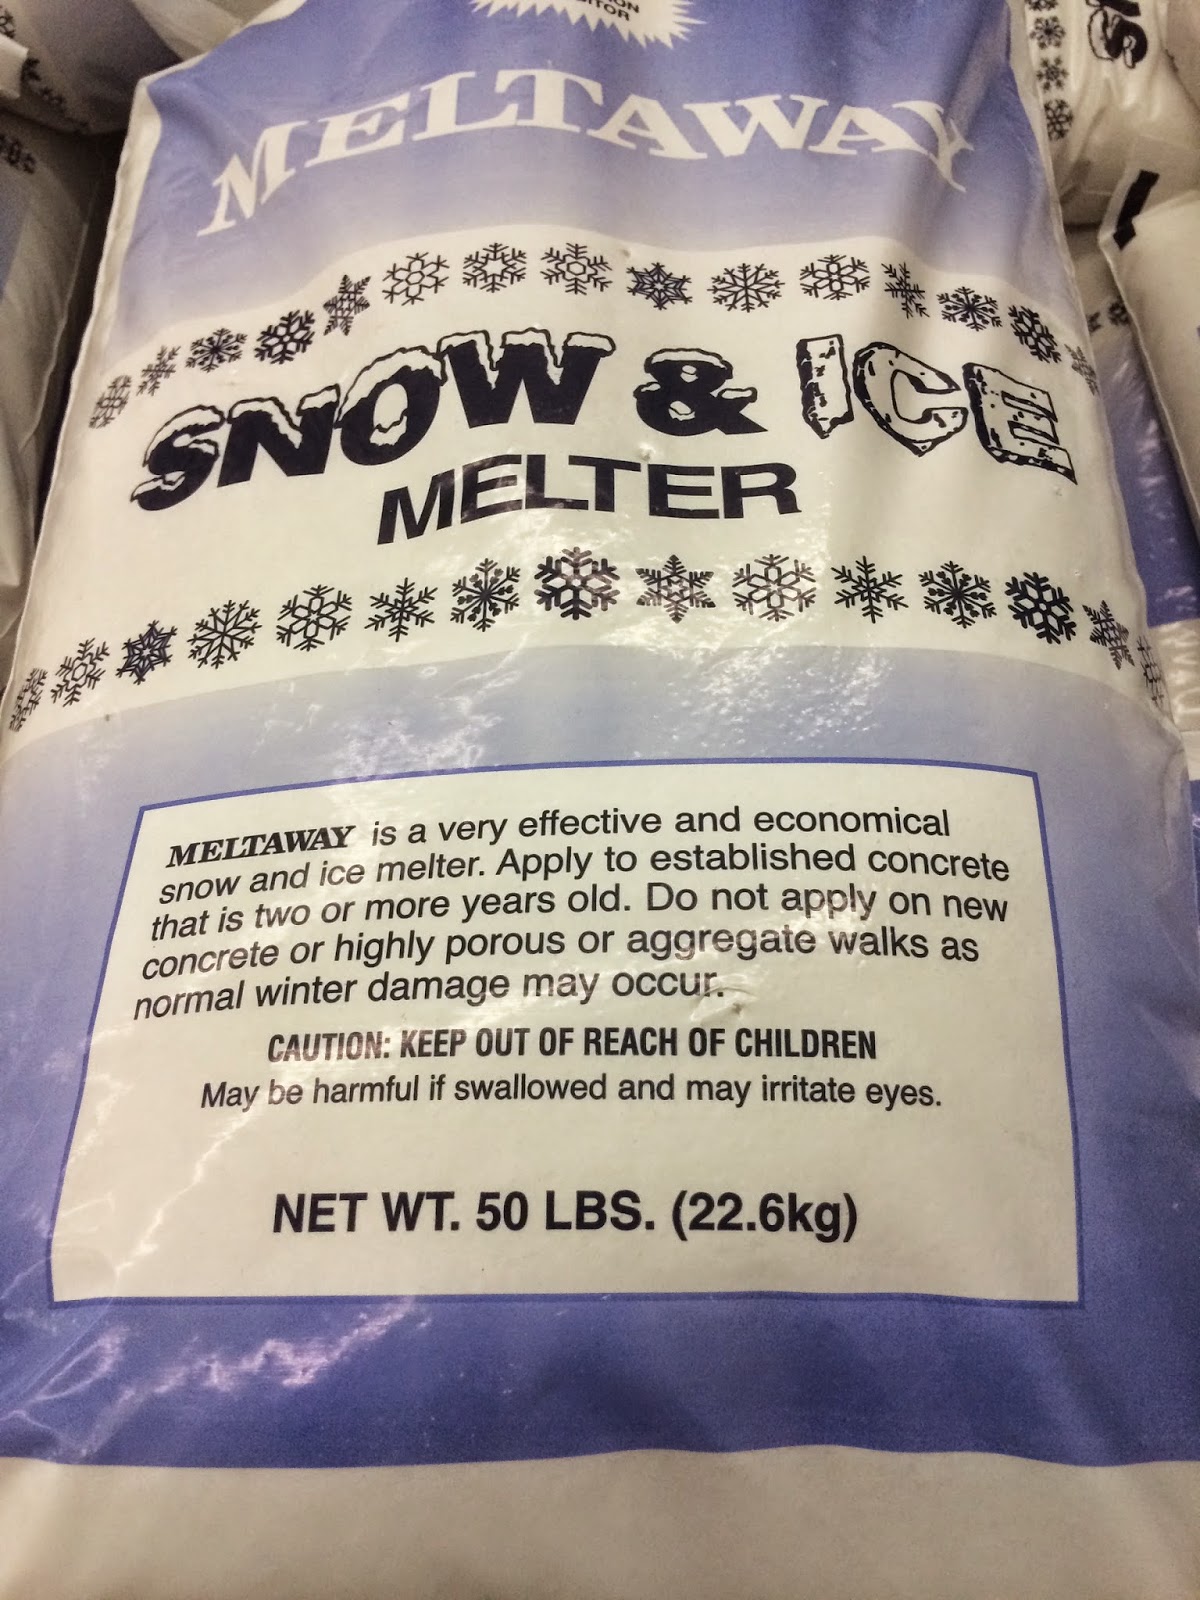 MELTAWAY
SNOW & ICE
MELTER
MELTAWAY is a very effective and economical
snow and ice melter. Apply to established concrete
that is two or more years old. Do not apply on new
concrete or highly porous or aggregate walks as
normal winter damage may occur.
CAUTION: KEEP OUT OF REACH OF CHILDREN
May be harmful if swallowed and may irritate eyes.
NET WT. 50 LBS. (22.6kg)